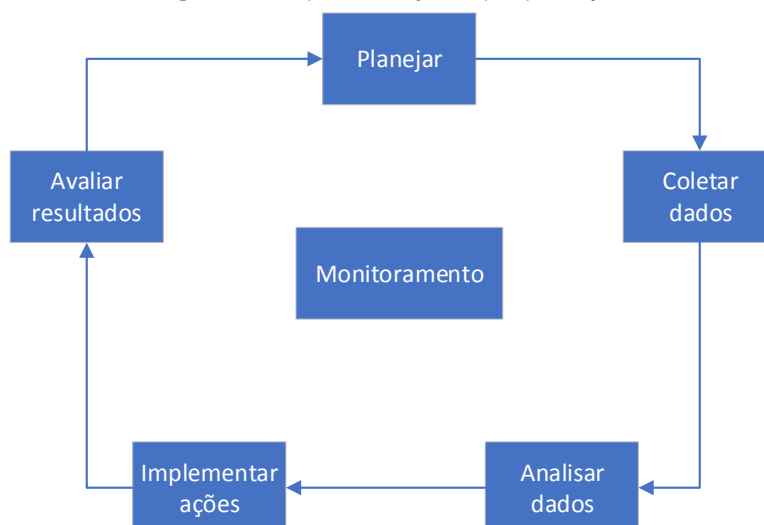 Planejar
Avaliar
resultados
Coletar
dados
Monitoramento
Implementar
ações
Analisar
dados